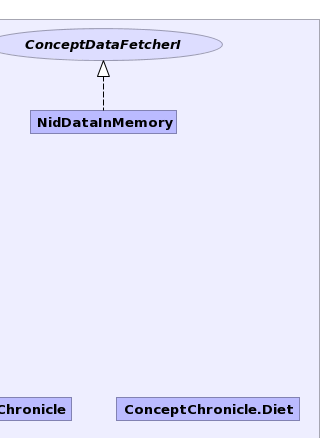 ConceptDataFetcherI
NidDataInMemory
Chronicle
ConceptChronicle.Diet